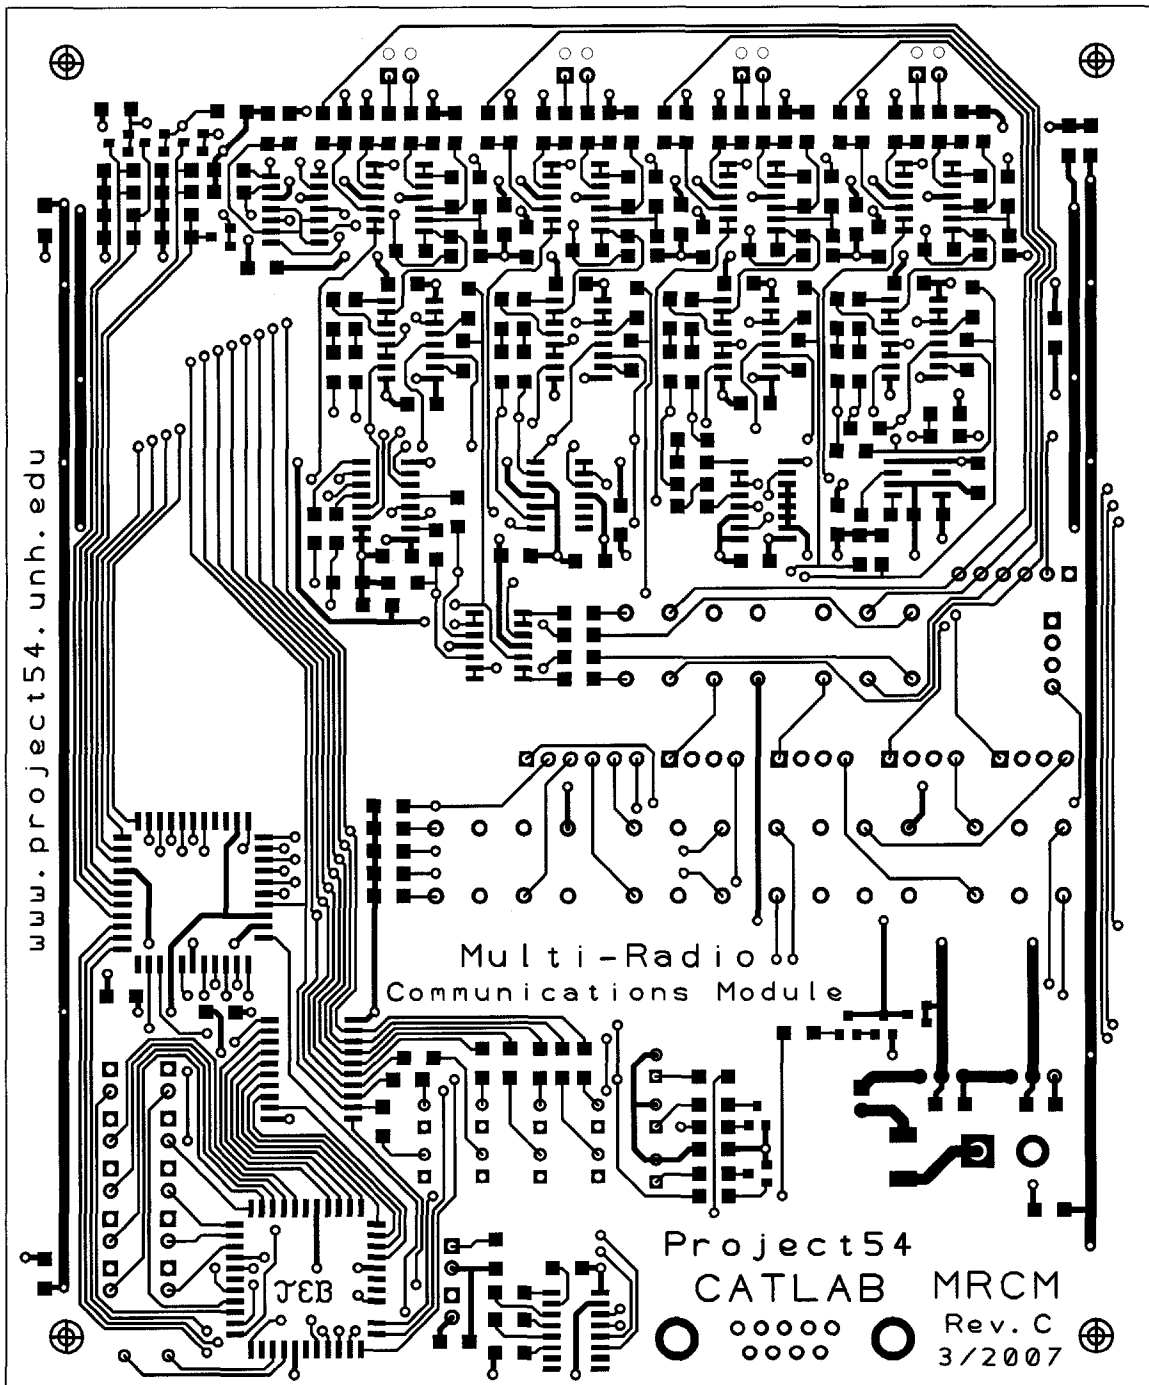 www.project54.unh.edu
Multi-Radio
Communications Module
Project54
CATLAB
MRCM
Rev. C
3/2007
JEB